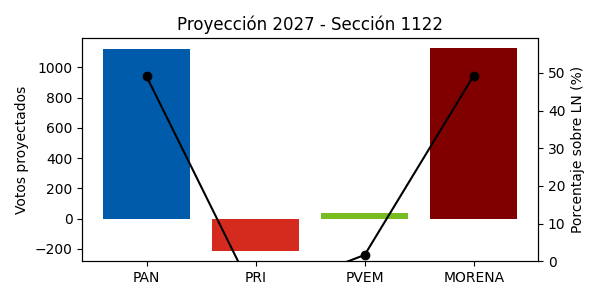 Proyección 2027 - Sección 1122
Votos proyectados
1000
800
600
400
200
0
−200
PAN
PRI
PVEM
MORENA
50
40
30
20
10
0
Porcentaje sobre LN (%)